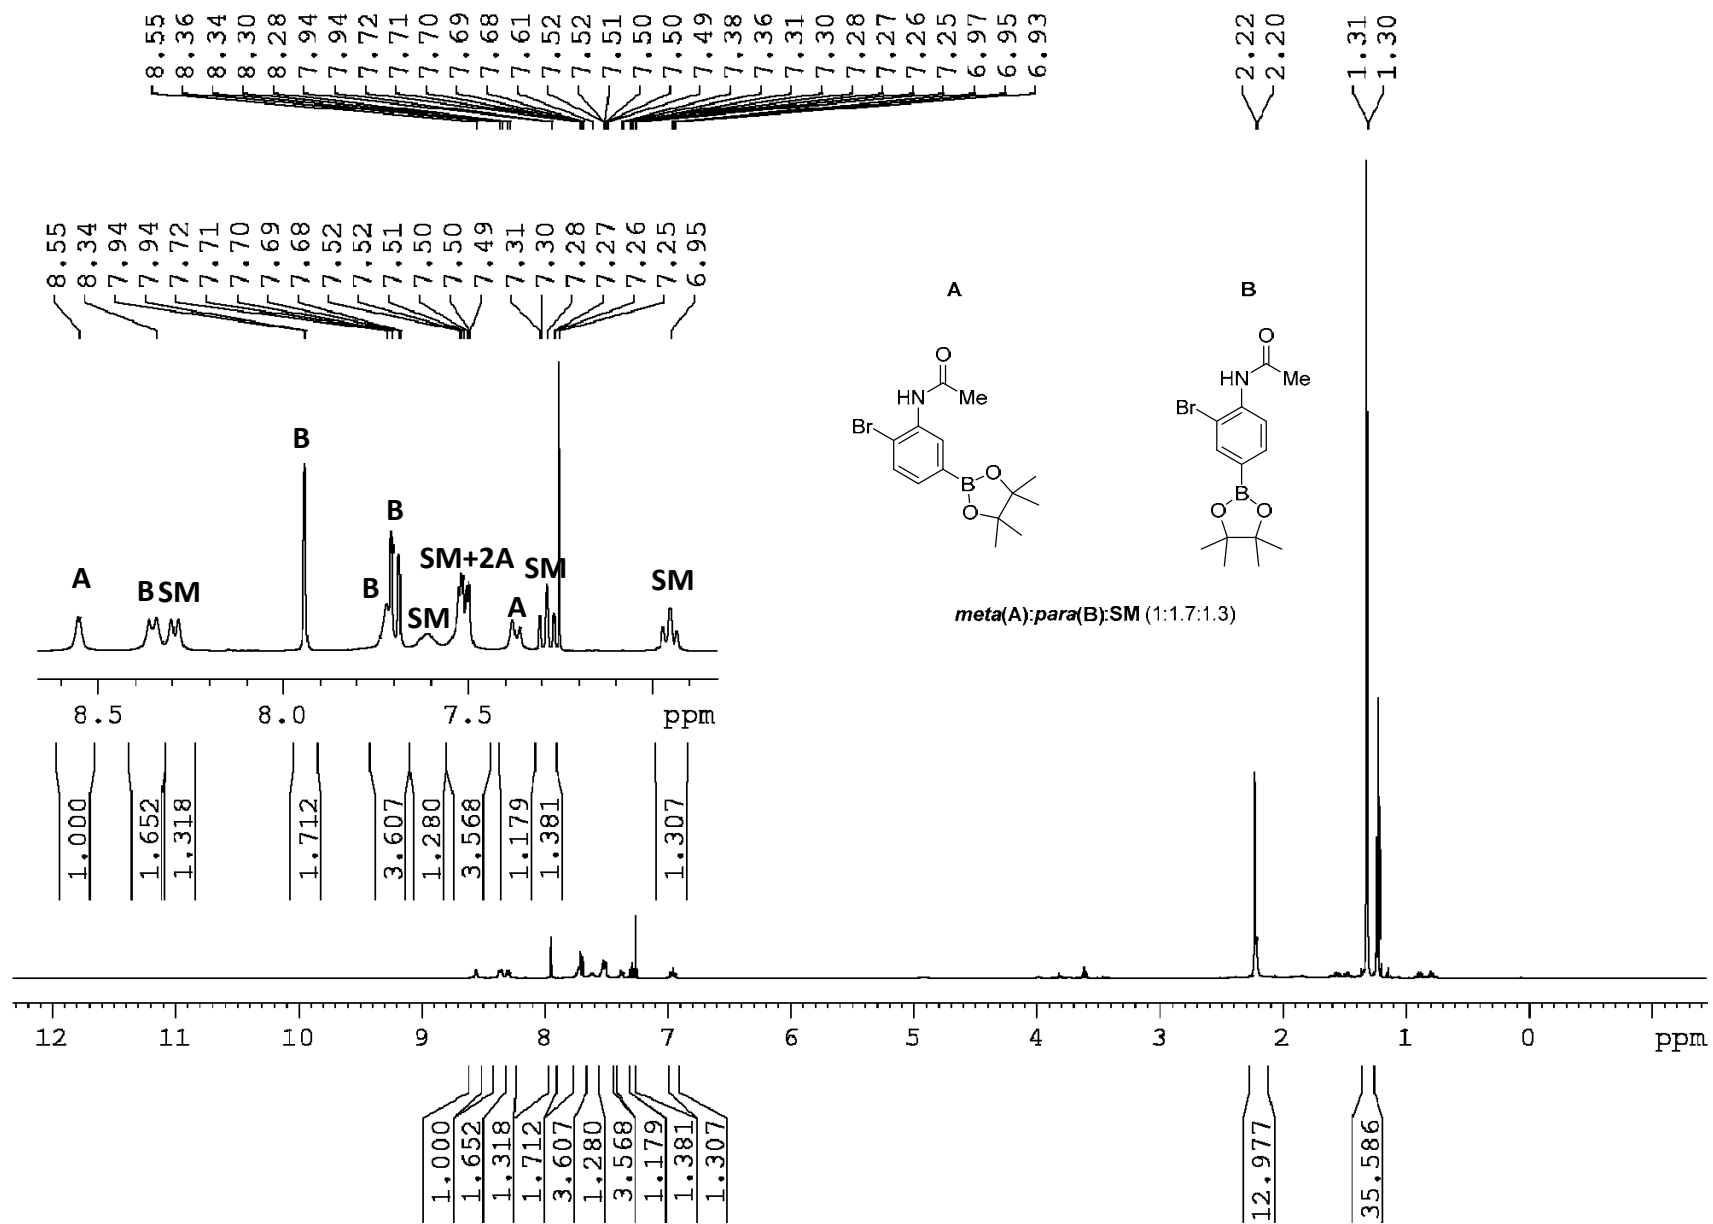 8.55 8.36 8.34 8.30 8.28 7.94 7.94 7.72 7.71 7.70 7.69 7.68 7.61 7.52 7.52 7.51 7.50 7.50 7.49 7.38 7.36 7.31 7.30 7.28 7.27 7.26 7.25 6.97 6.95 6.93 2.22 2.20 1.31 1.30
8.55 8.34 7.94 7.94 7.72 7.71 7.70 7.69 7.68 7.52 7.52 7.51 7.50 7.50 7.49 7.31 7.30 7.28 7.27 7.26 7.25 6.95
A B
O
HN Me
Br
B O
O
O
HN Me
Br
B
O O
B
B
SM+2A
A B SM B SM A SM SM
meta(A):para(B):SM (1:1.7:1.3)
8.5 8.0 7.5 ppm
1.000 1.652 1.318 1.712 3.607 1.280 3.568 1.179 1.381 1.307
12 11 10 9 8 7 6 5 4 3 2 1 0 ppm
1.000 1.652 1.318 1.712 3.607 1.280 3.568 1.179 1.381 1.307 12.977 35.586